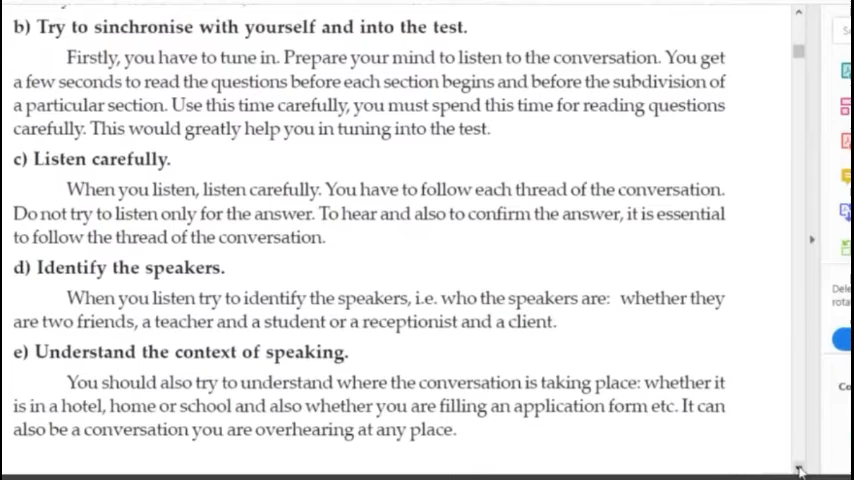 b) Try to sinchronise with yourself and into the test.
Firstly, you have to tune in. Prepare your mind to listen to the conversation. You get
a few seconds to read the questions before each section begins and before the subdivision of
a particular section. Use this time carefully, you must spend this time for reading questions
carefully. This would greatly help you in tuning into the test.
c) Listen carefully.
When you listen, listen carefully. You have to follow each thread of the conversation.
Do not try to listen only for the answer. To hear and also to confirm the answer, it is essential
to follow the thread of the conversation.
d) Identify the speakers.
When you listen try to identify the speakers, i.e. who the speakers are: whether they
are two friends, a teacher and a student or a receptionist and a client.
e) Understand the context of speaking.
You should also try to understand where the conversation is taking place: whether it
is in a hotel, home or school and also whether you are filling an application form etc. It can
also be a conversation you are overhearing at any place.
Dele
rota
Co